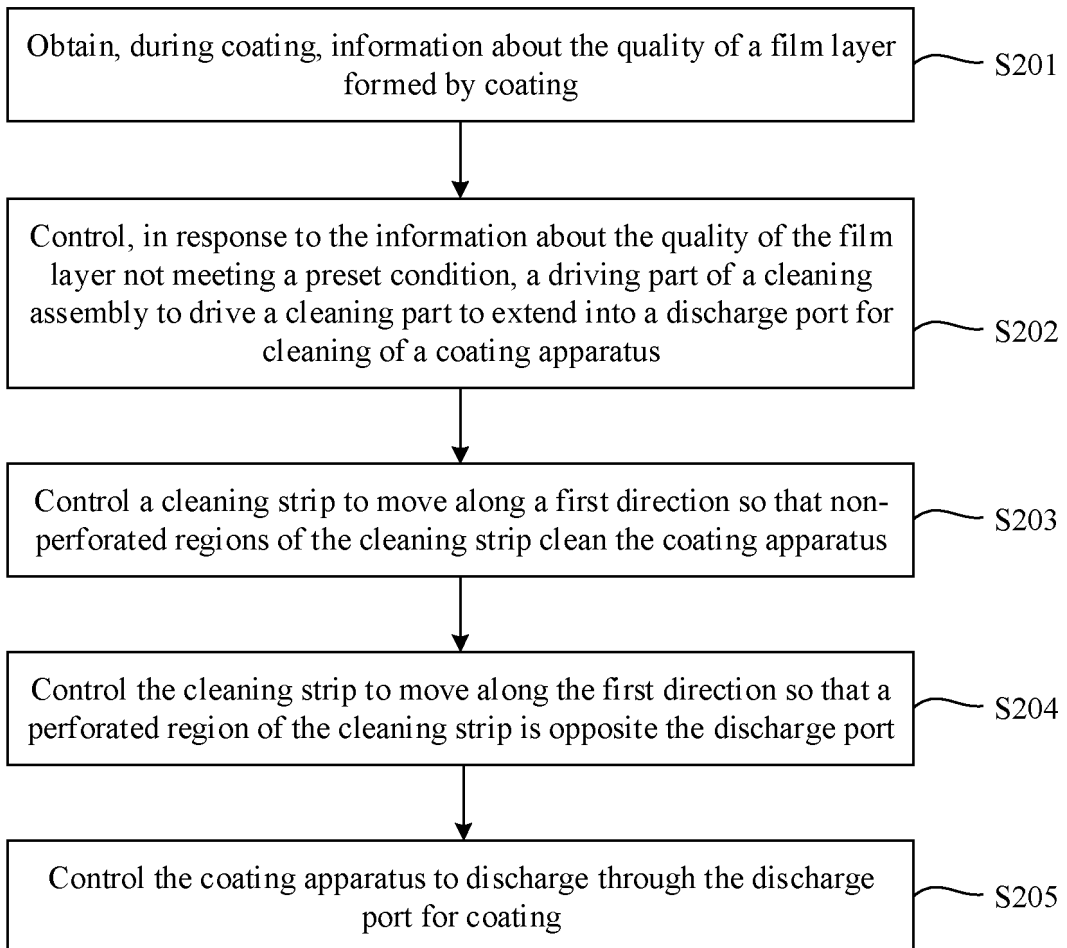 Obtain, during coating, information about the quality of a film layer
formed by coating
S201
Control, in response to the information about the quality of the film
layer not meeting a preset condition, a driving part of a cleaning
assembly to drive a cleaning part to extend into a discharge port for
cleaning of a coating apparatus
S202
Control a cleaning strip to move along a first direction so that non-
perforated regions of the cleaning strip clean the coating apparatus
S203
Control the cleaning strip to move along the first direction so that a
perforated region of the cleaning strip is opposite the discharge port
S204
Control the coating apparatus to discharge through the discharge
port for coating
S205